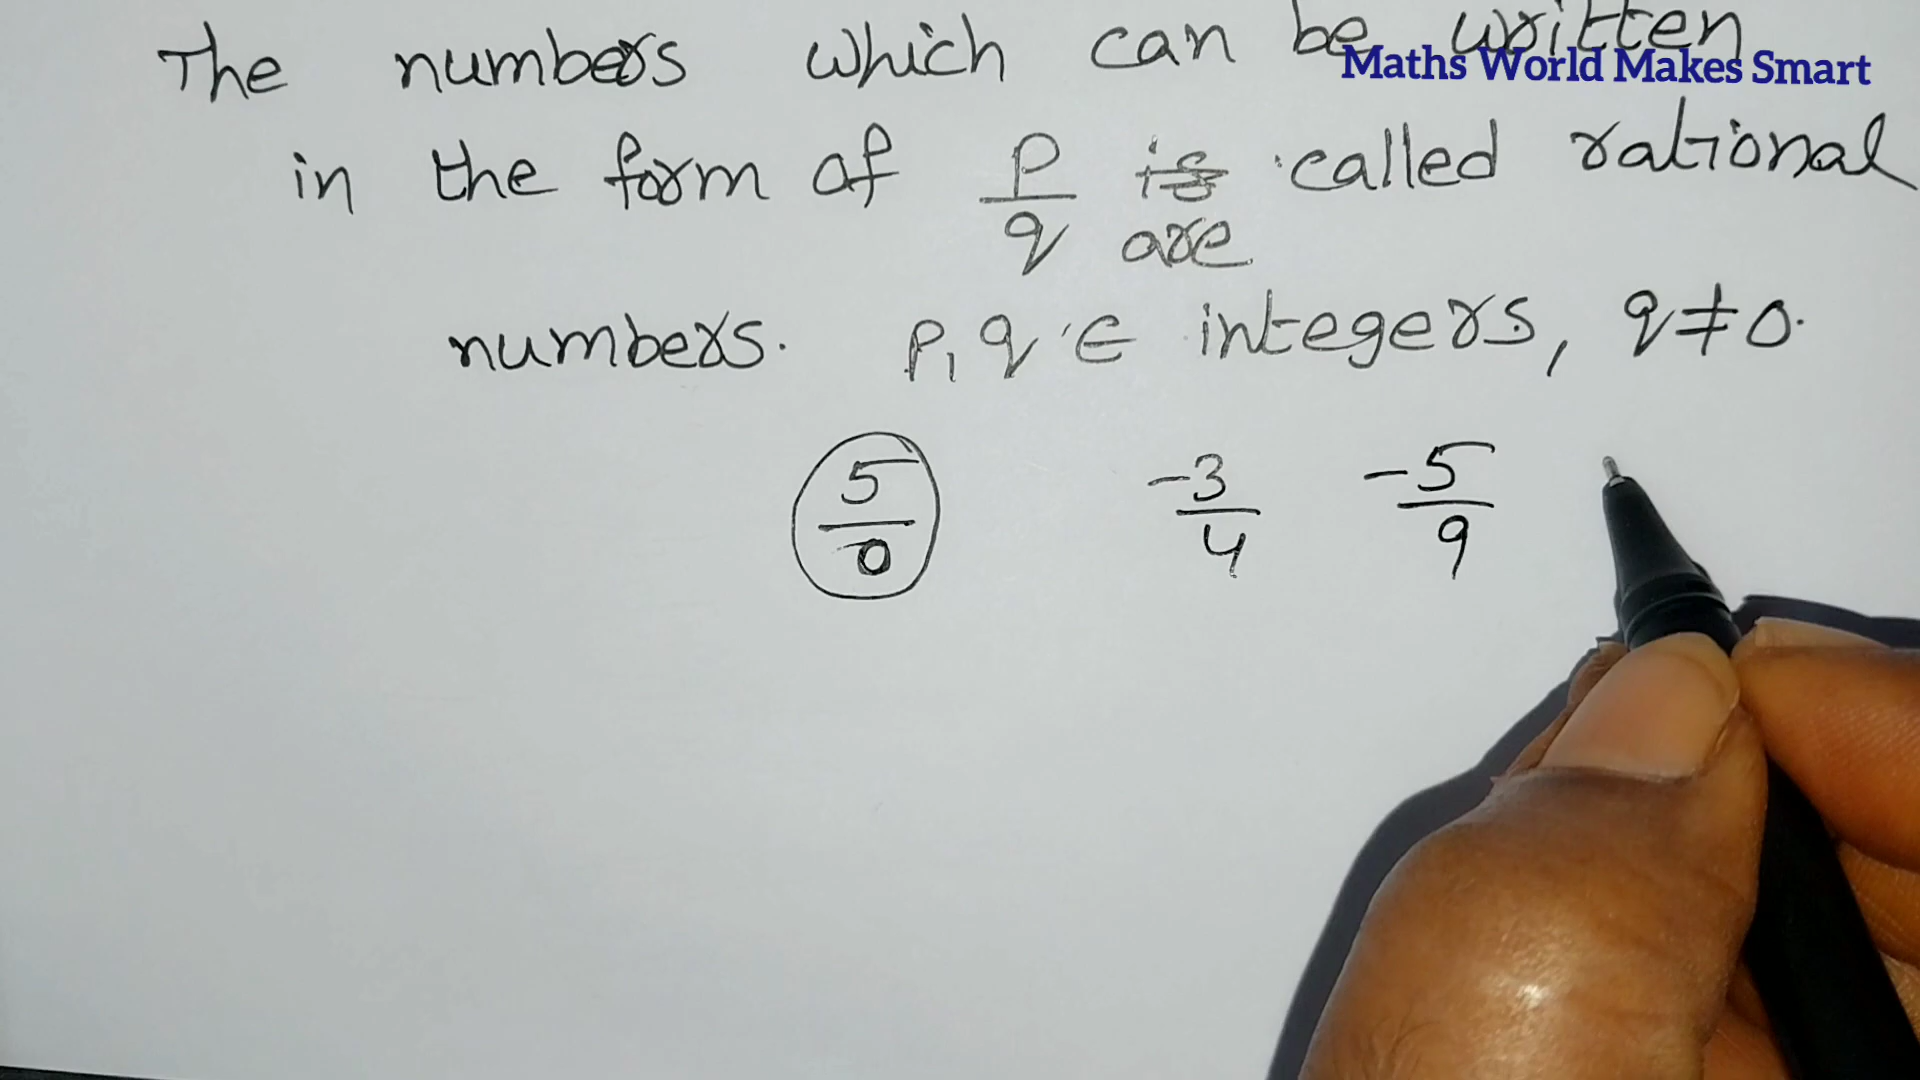 The numbers which can be written
Maths World Makes Smart
in the form of p/q is called rational
are
numbers. p, q ∈ integers, q ≠ 0.
5/0 -3/4 -5/9